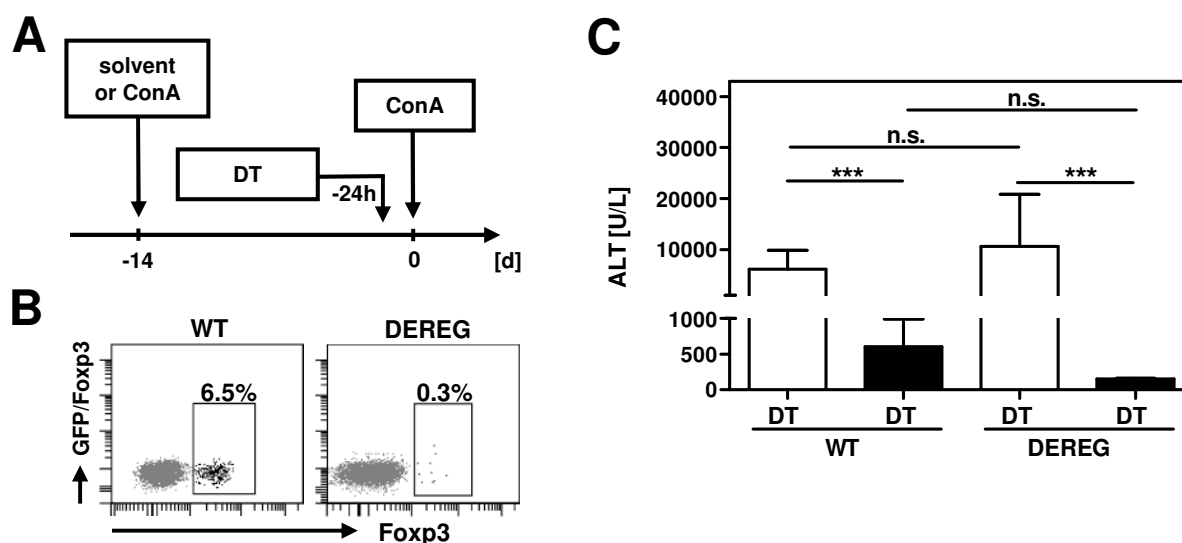 A
solvent
or ConA
ConA
DT
-24h
-14
0
[d]
B
WT
DEREG
GFP/Foxp3
6.5%
0.3%
Foxp3
C
ALT [U/L]
40000
30000
20000
10000
1000
500
0
n.s.
n.s.
***
***
DT
DT
DT
DT
WT
DEREG